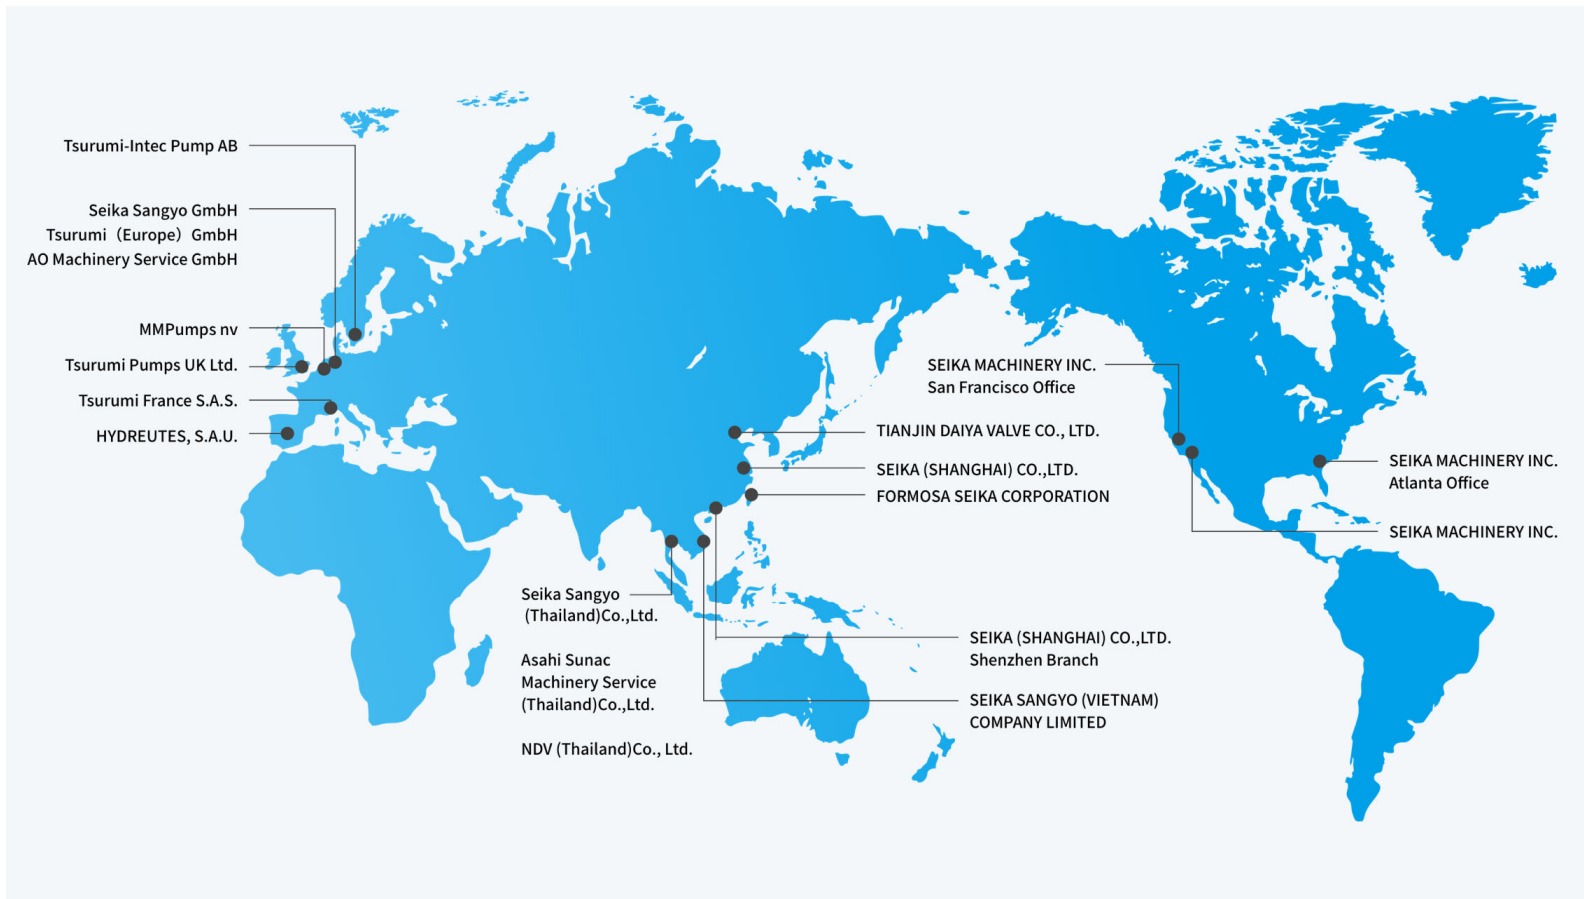 Tsurumi-Intec Pump AB
Seika Sangyo GmbH
Tsurumi（Europe）GmbH
AO Machinery Service GmbH
MMPumps nv
Tsurumi Pumps UK Ltd.
Tsurumi France S.A.S.
HYDREUTES, S.A.U.
SEIKA MACHINERY INC.
San Francisco Office
TIANJIN DAIYA VALVE CO., LTD.
SEIKA (SHANGHAI) CO.,LTD.
FORMOSA SEIKA CORPORATION
SEIKA MACHINERY INC.
Atlanta Office
SEIKA MACHINERY INC.
Seika Sangyo
(Thailand)Co.,Ltd.
Asahi Sunac
Machinery Service
(Thailand)Co.,Ltd.
NDV (Thailand)Co., Ltd.
SEIKA (SHANGHAI) CO.,LTD.
Shenzhen Branch
SEIKA SANGYO (VIETNAM)
COMPANY LIMITED